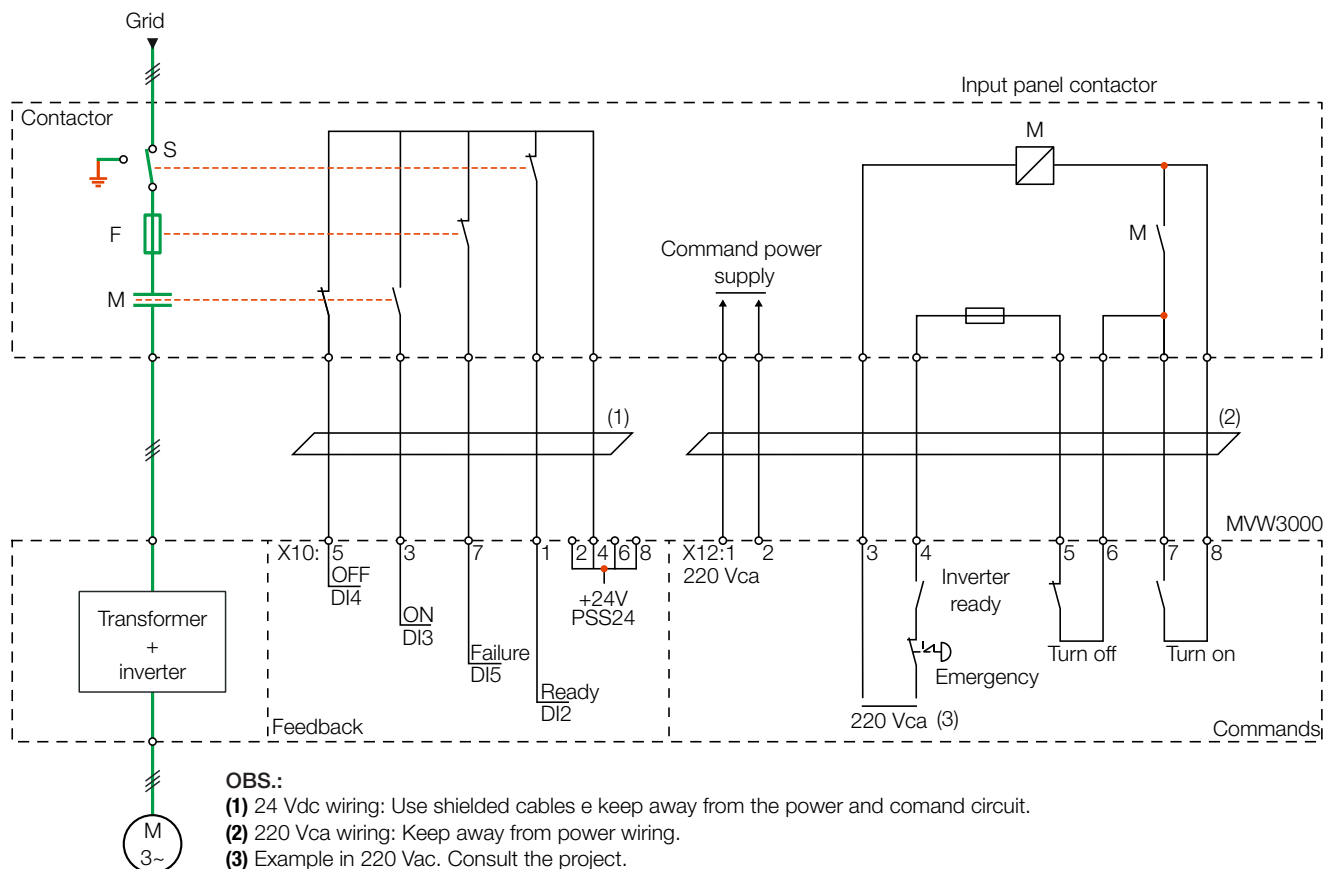 Grid
Input panel contactor
Contactor
S
M
F
M
Command power
supply
M
(1)
(2)
MVW3000
X10: 5 3 7 1 2 4 6 8
X12:1 2 3 4 5 6 7 8
220 Vca
OFF
DI4
ON
DI3
+24V
PSS24
Inverter
ready
Transformer
+
inverter
Failure
DI5
Turn off
Turn on
Emergency
Ready
DI2
220 Vca (3)
Feedback
Commands
M
3~
OBS.:
(1) 24 Vdc wiring: Use shielded cables e keep away from the power and comand circuit.
(2) 220 Vca wiring: Keep away from power wiring.
(3) Example in 220 Vac. Consult the project.